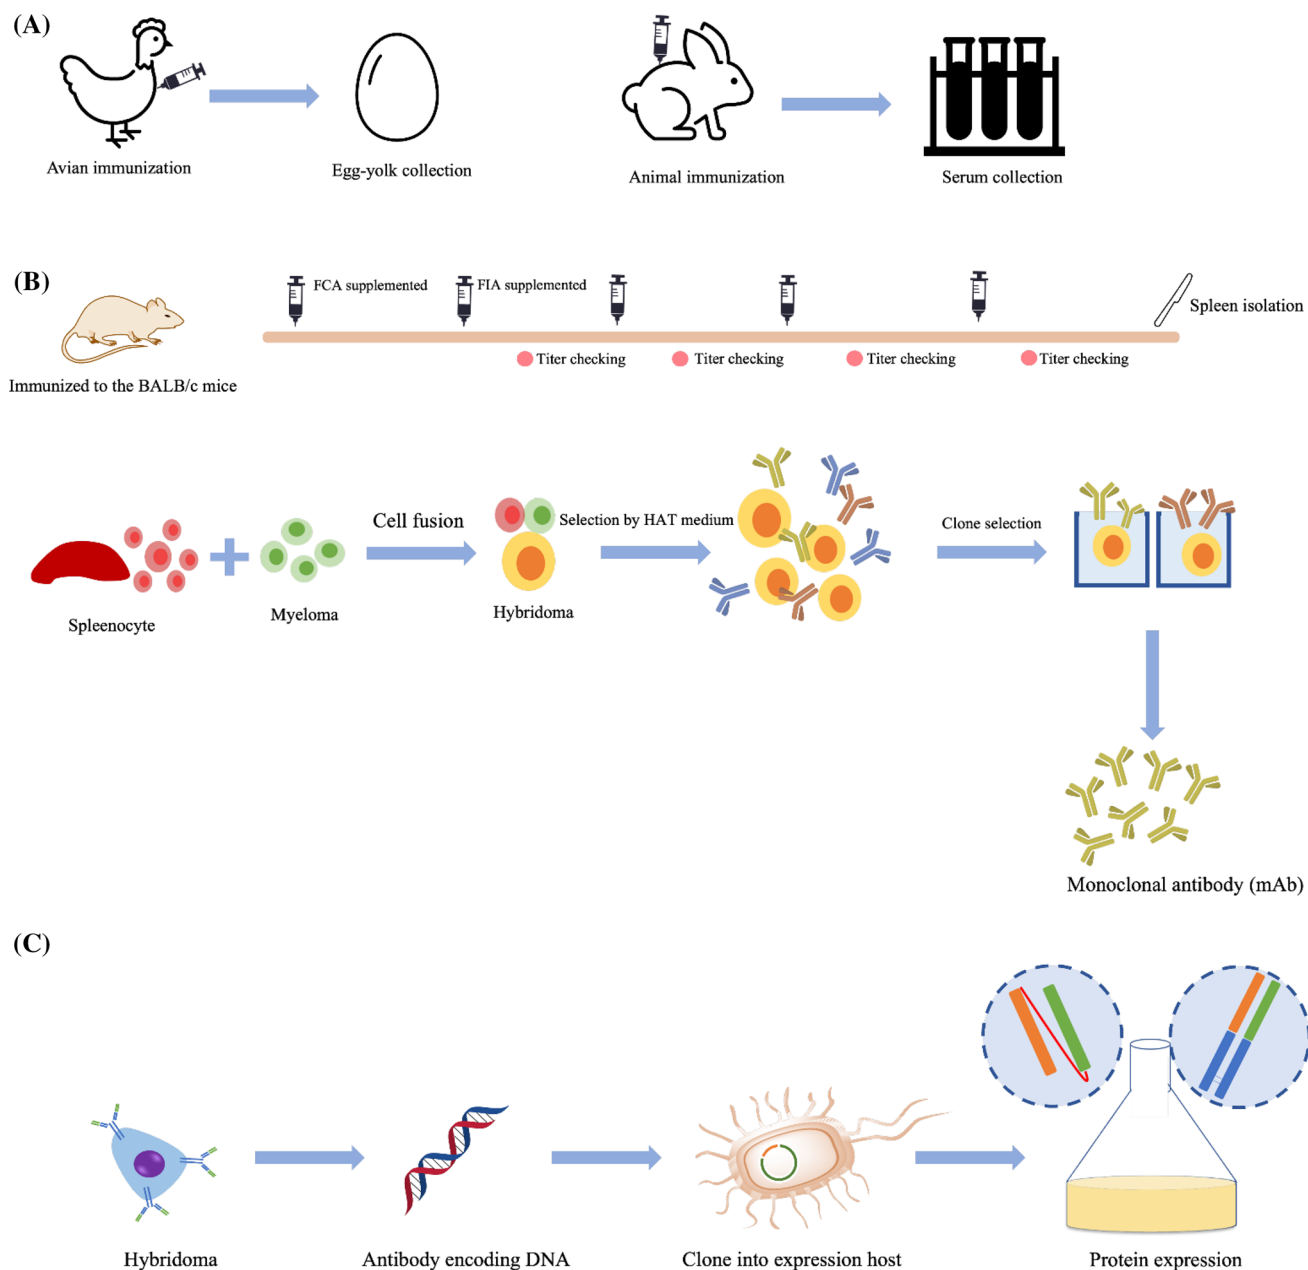 (A)
Avian immunization
Egg-yolk collection
Animal immunization
Serum collection
(B)
FCA supplemented
FIA supplemented
Spleen isolation
Titer checking
Titer checking
Titer checking
Titer checking
Immunized to the BALB/c mice
Cell fusion
Selection by HAT medium
Clone selection
Spleenocyte
Myeloma
Hybridoma
Monoclonal antibody (mAb)
(C)
Hybridoma
Antibody encoding DNA
Clone into expression host
Protein expression